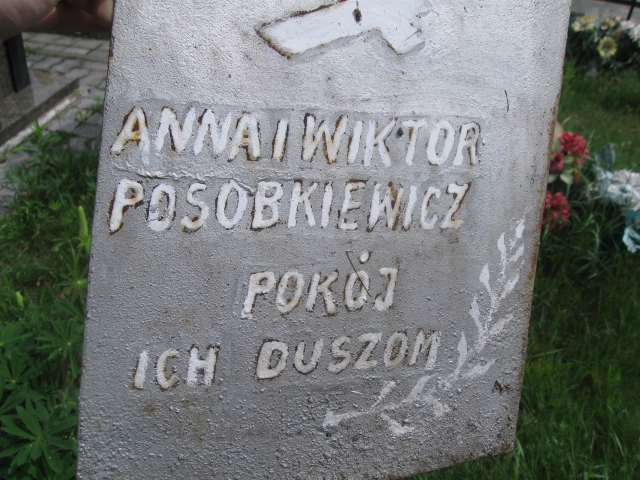 ANNA I WIKTOR
POSOBKIEWICZ
POKÓJ
ICH DUSZOM